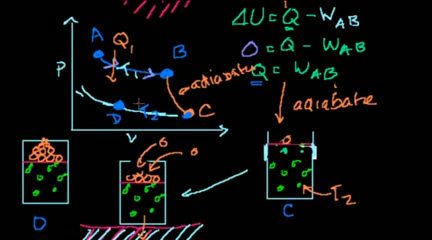 ΔU = Q - W_AB
O = Q - W_AB
Q = W_AB
A
Q₁
B
T₁
P
adiabate
C
D
T₂
V
adiabate
T₂
C
D